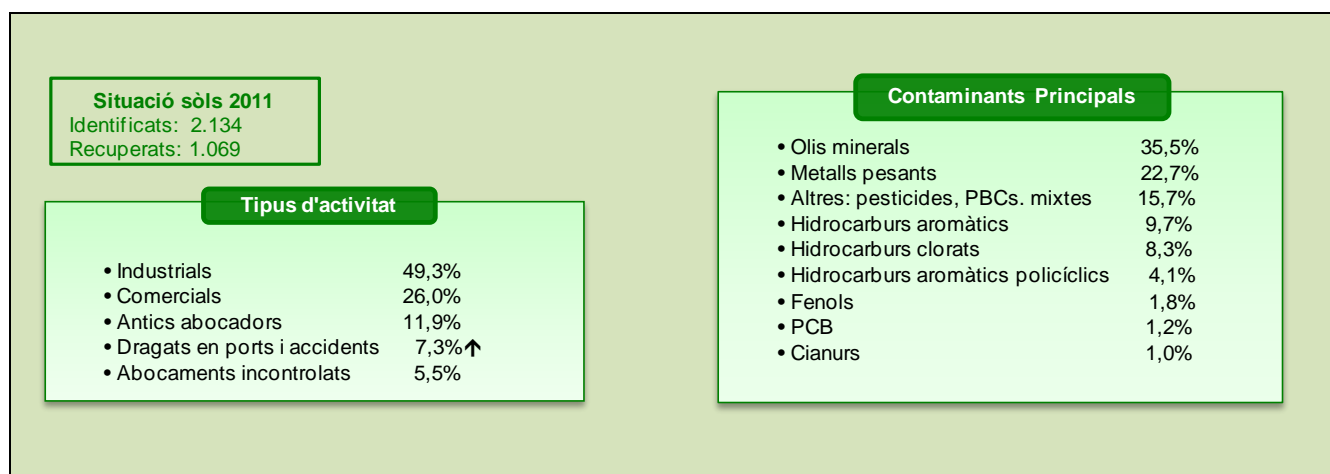 Situació sòls 2011
Identificats: 2.134
Recuperats: 1.069
Tipus d'activitat
• Industrials 49,3%
• Comercials 26,0%
• Antics abocadors 11,9%
• Dragats en ports i accidents 7,3%↑
• Abocaments incontrolats 5,5%
Contaminants Principals
• Olis minerals 35,5%
• Metalls pesants 22,7%
• Altres: pesticides, PBCs. mixtes 15,7%
• Hidrocarburs aromàtics 9,7%
• Hidrocarburs clorats 8,3%
• Hidrocarburs aromàtics policíclics 4,1%
• Fenols 1,8%
• PCB 1,2%
• Cianurs 1,0%